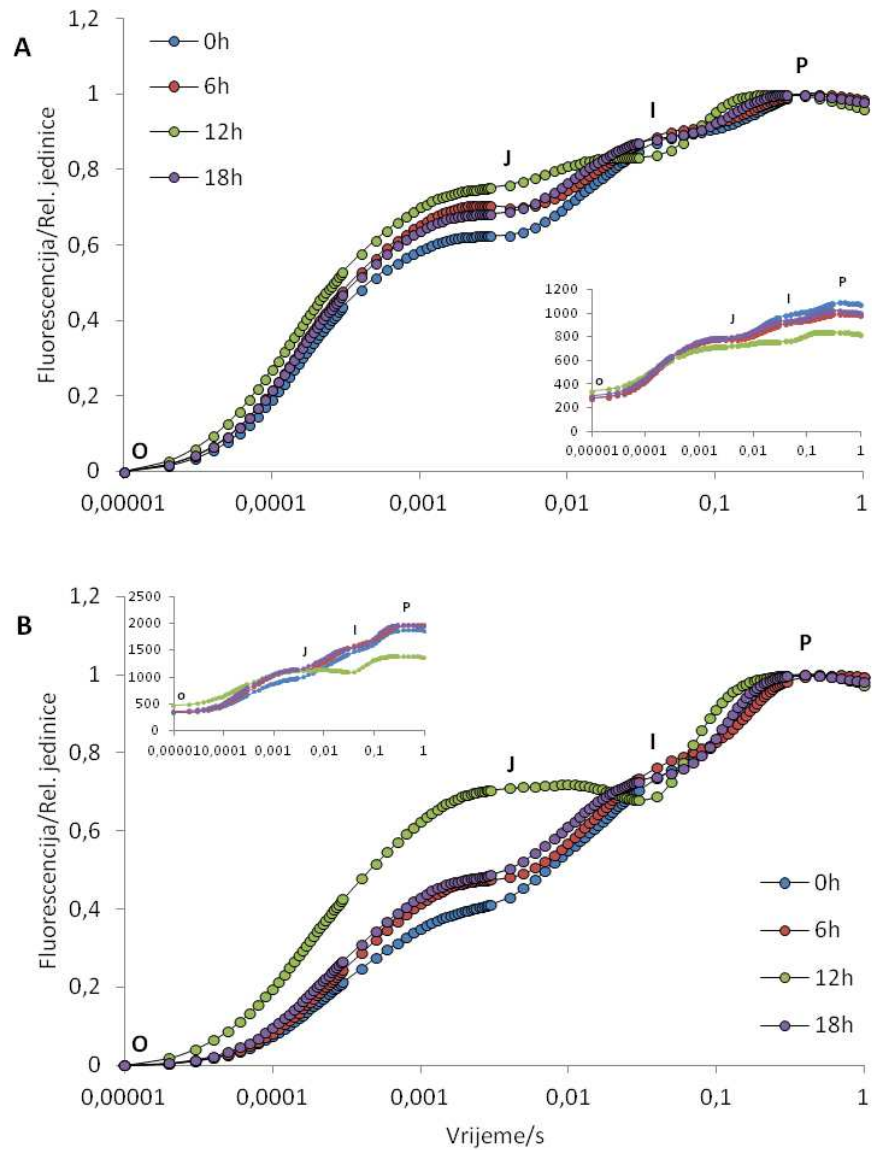 A
0h
6h
12h
18h
O
J
I
P
Fluorescencija/Rel. jedinice
1,2
1
0,8
0,6
0,4
0,2
0
0,00001
0,0001
0,001
0,01
0,1
1
1200
1000
800
600
400
200
0
O
J
I
P
0,00001
0,0001
0,001
0,01
0,1
1
B
2500
2000
1500
1000
500
0
O
J
I
P
0,00001
0,0001
0,001
0,01
0,1
1
O
J
I
P
Fluorescencija/Rel. jedinice
1,2
1
0,8
0,6
0,4
0,2
0
0h
6h
12h
18h
0,00001
0,0001
0,001
0,01
0,1
1
Vrijeme/s